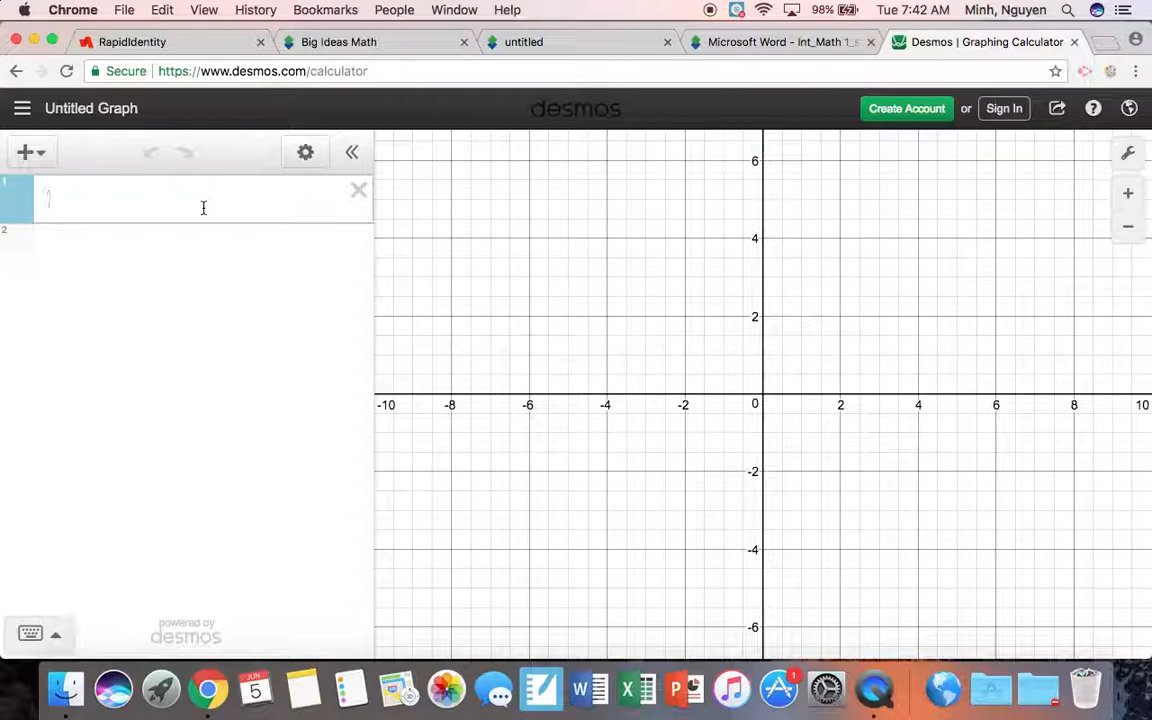 Chrome File Edit View History Bookmarks People Window Help 98% Tue 7:42 AM Minh, Nguyen
RapidIdentity Big Ideas Math untitled Microsoft Word - Int_Math 1_s Desmos | Graphing Calculator
Secure https://www.desmos.com/calculator
Untitled Graph desmos Create Account or Sign In
1
2
6
4
2
-10 -8 -6 -4 -2 0 2 4 6 8 10
-2
-4
-6
powered by
desmos
JUN
5
1